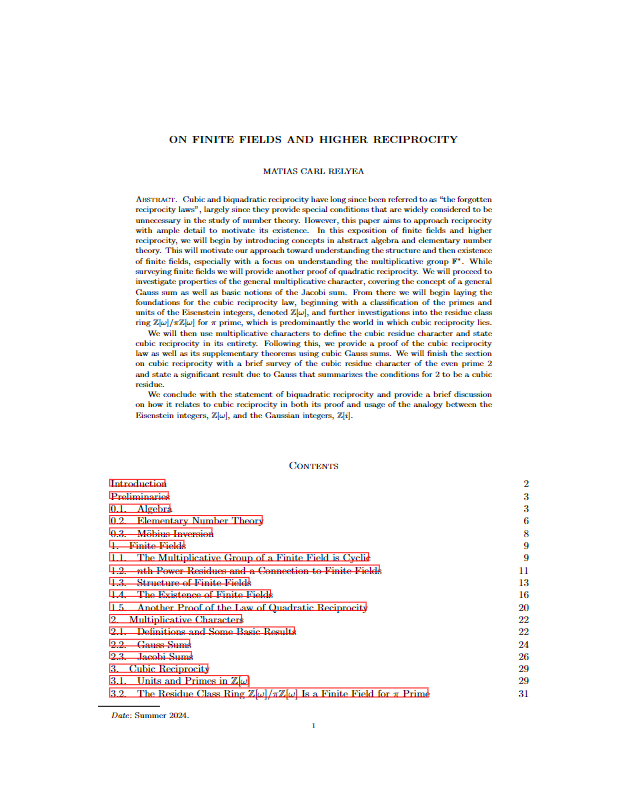 ON FINITE FIELDS AND HIGHER RECIPROCITY
MATIAS CARL RELYEA
Abstract. Cubic and biquadratic reciprocity have long since been referred to as “the forgotten
reciprocity laws”, largely since they provide special conditions that are widely considered to be
unnecessary in the study of number theory. However, this paper aims to approach reciprocity
with ample detail to motivate its existence. In this exposition of finite fields and higher
reciprocity, we will begin by introducing concepts in abstract algebra and elementary number
theory. This will motivate our approach toward understanding the structure and then existence
of finite fields, especially with a focus on understanding the multiplicative group 𝔽*. While
surveying finite fields we will provide another proof of quadratic reciprocity. We will proceed
to investigate properties of the general multiplicative character, covering the concept of a general
Gauss sum as well as basic notions of the Jacobi sum. From there we will begin laying the
foundations for the cubic reciprocity law, beginning with a classification of the primes and
units of the Eisenstein integers, denoted ℤ[ω], and further investigations into the residue class
ring ℤ[ω]/πℤ[ω] for π prime, which is predominantly the world in which cubic reciprocity lies.
We will then use multiplicative characters to define the cubic residue character and state
cubic reciprocity in its entirety. Following this, we provide a proof of the cubic reciprocity
law as well as its supplementary theorems using cubic Gauss sums. We will finish the section
on cubic reciprocity with a brief survey of the cubic residue character of the even prime 2
and state a significant result due to Gauss that summarizes the conditions for 2 to be a cubic
residue.
We conclude with the statement of biquadratic reciprocity and provide a brief discussion
on how it relates to cubic reciprocity in both its proof and usage of the analogy between the
Eisenstein integers, ℤ[ω], and the Gaussian integers, ℤ[i].
Contents
Introduction 2
Preliminaries 3
0.1. Algebra 3
0.2. Elementary Number Theory 6
0.3. Möbius Inversion 8
1. Finite Fields 9
1.1. The Multiplicative Group of a Finite Field is Cyclic 9
1.2. nth Power Residues and a Connection to Finite Fields 11
1.3. Structure of Finite Fields 13
1.4. The Existence of Finite Fields 16
1.5. Another Proof of the Law of Quadratic Reciprocity 20
2. Multiplicative Characters 22
2.1. Definitions and Some Basic Results 22
2.2. Gauss Sums 24
2.3. Jacobi Sums 26
3. Cubic Reciprocity 29
3.1. Units and Primes in ℤ[ω] 29
3.2. The Residue Class Ring ℤ[ω]/πℤ[ω] Is a Finite Field for π Prime 31
Date: Summer 2024.
1